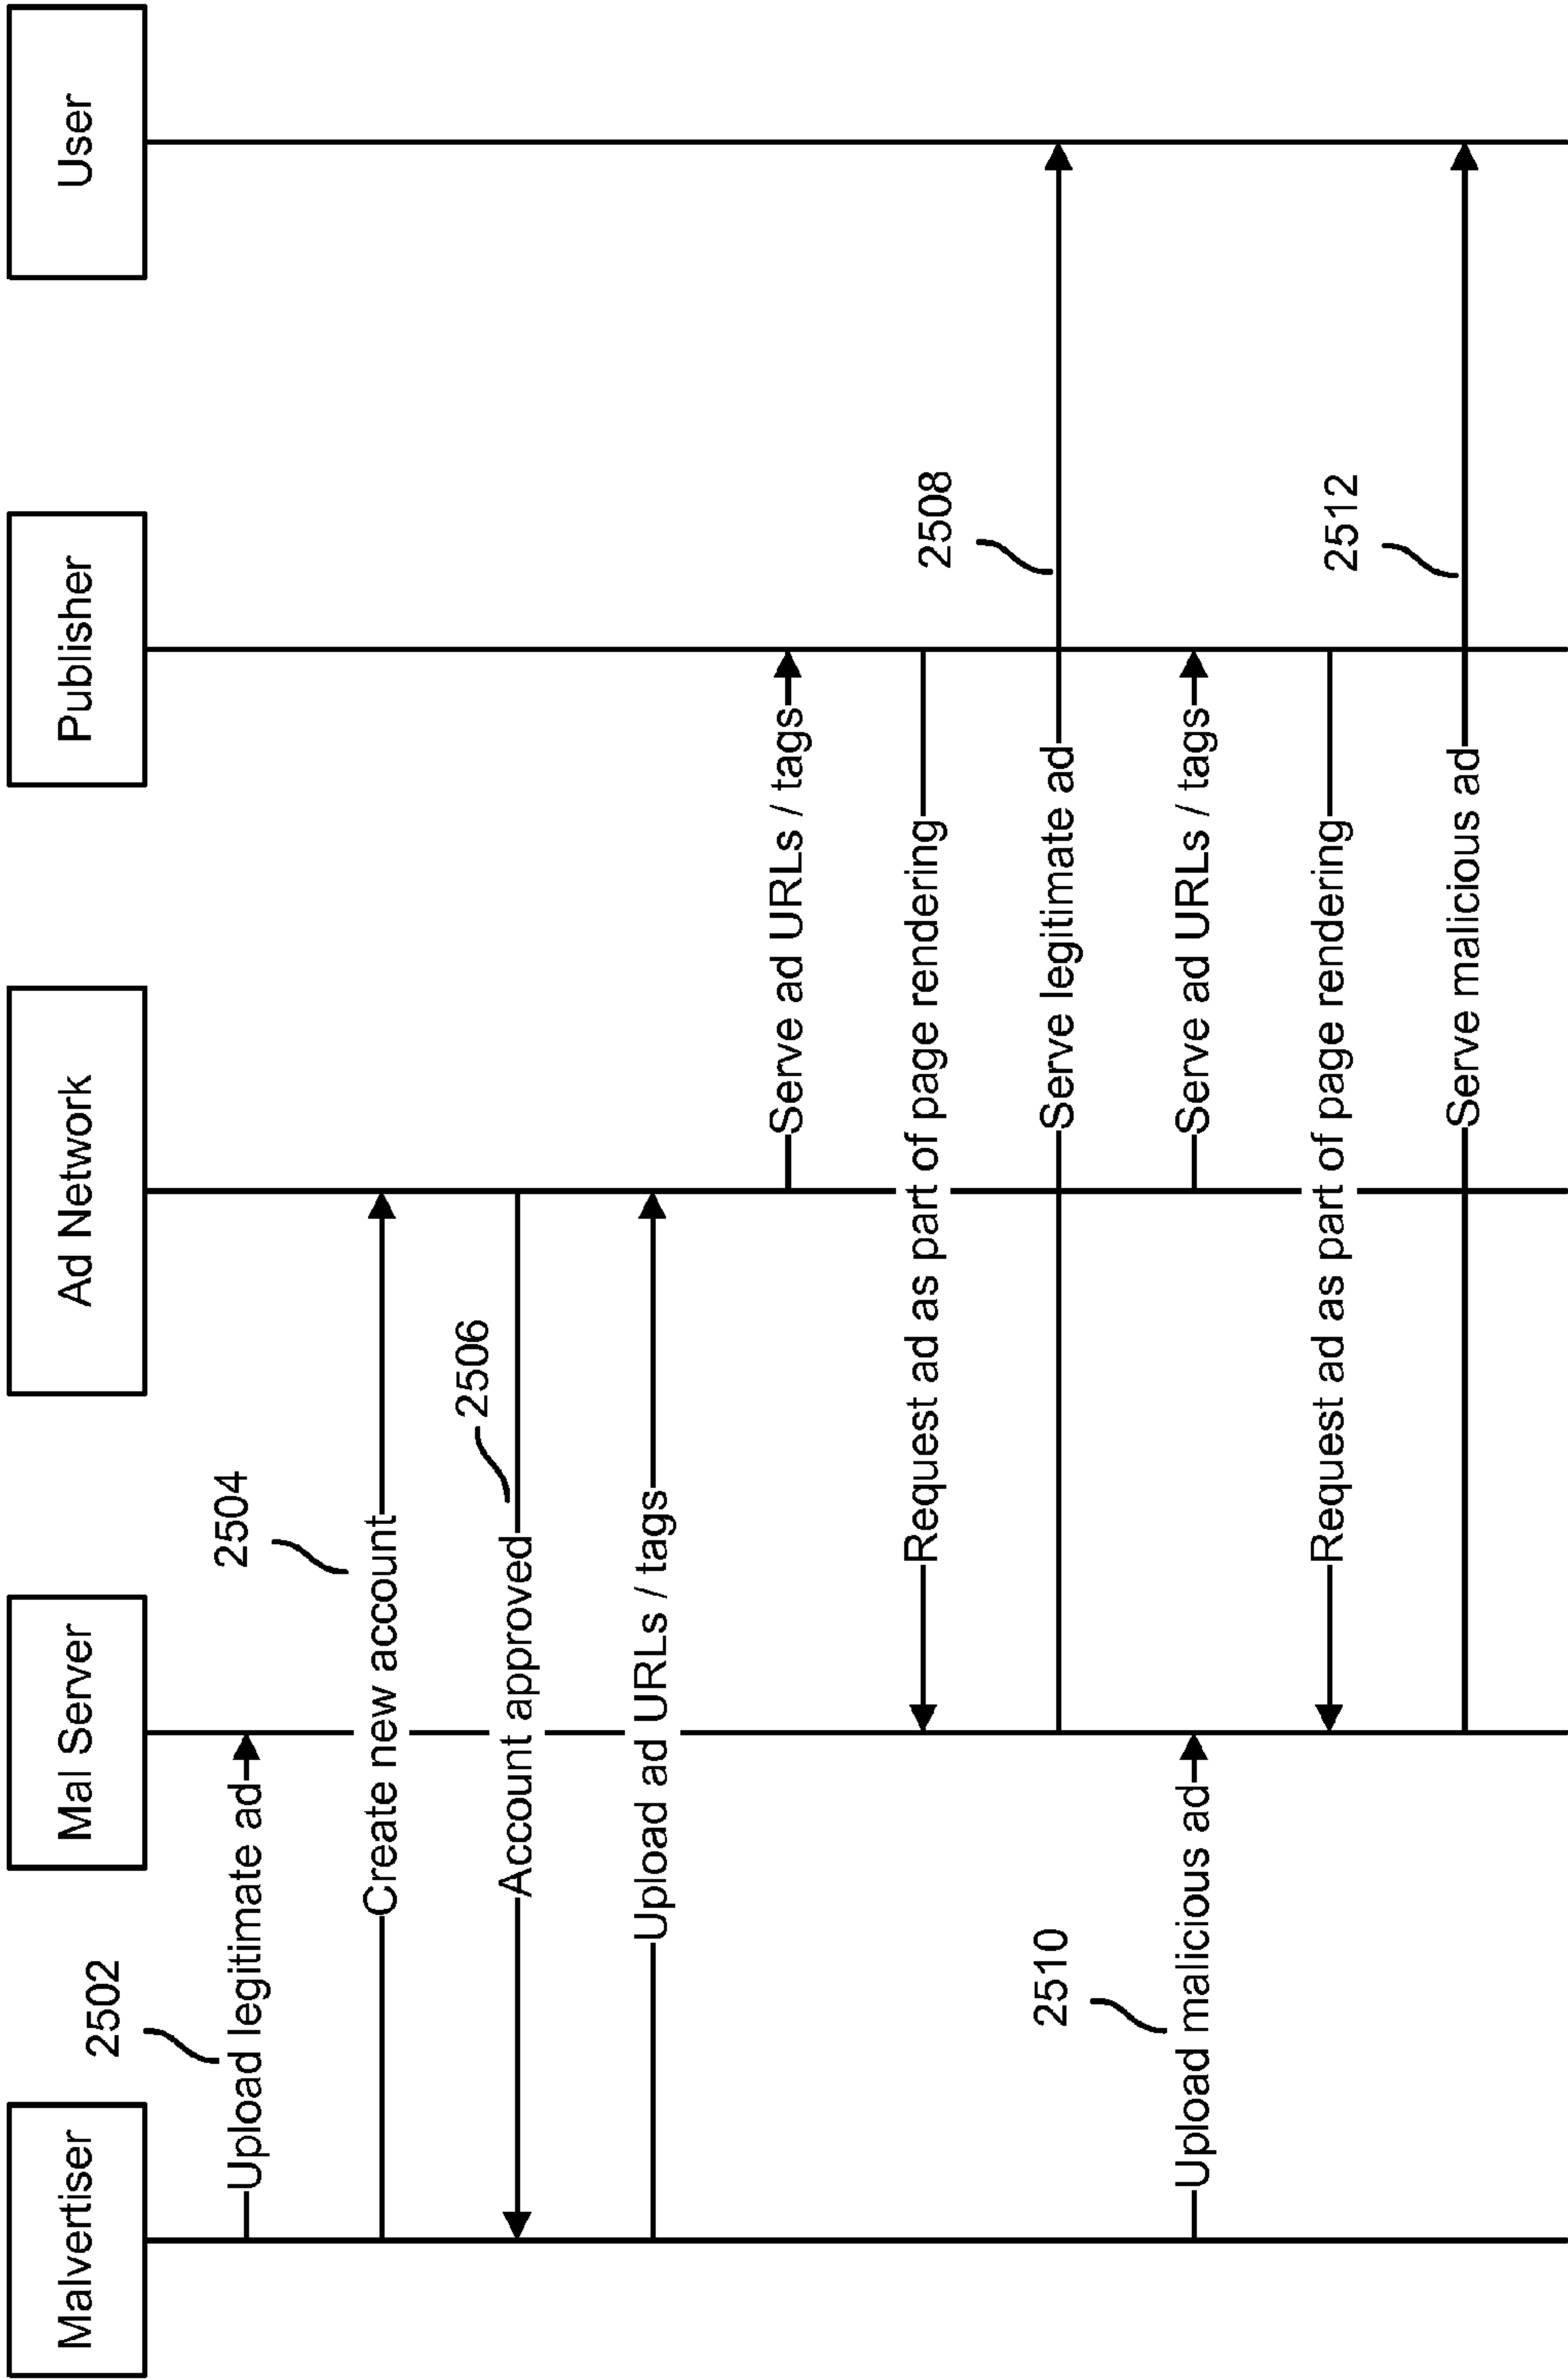 Malvertiser
Mal Server
Ad Network
Publisher
User
2502
Upload legitimate ad
2504
Create new account
2506
Account approved
Upload ad URLs / tags
Serve ad URLs / tags
Request ad as part of page rendering
2508
Serve legitimate ad
2510
Upload malicious ad
Serve ad URLs / tags
Request ad as part of page rendering
2512
Serve malicious ad